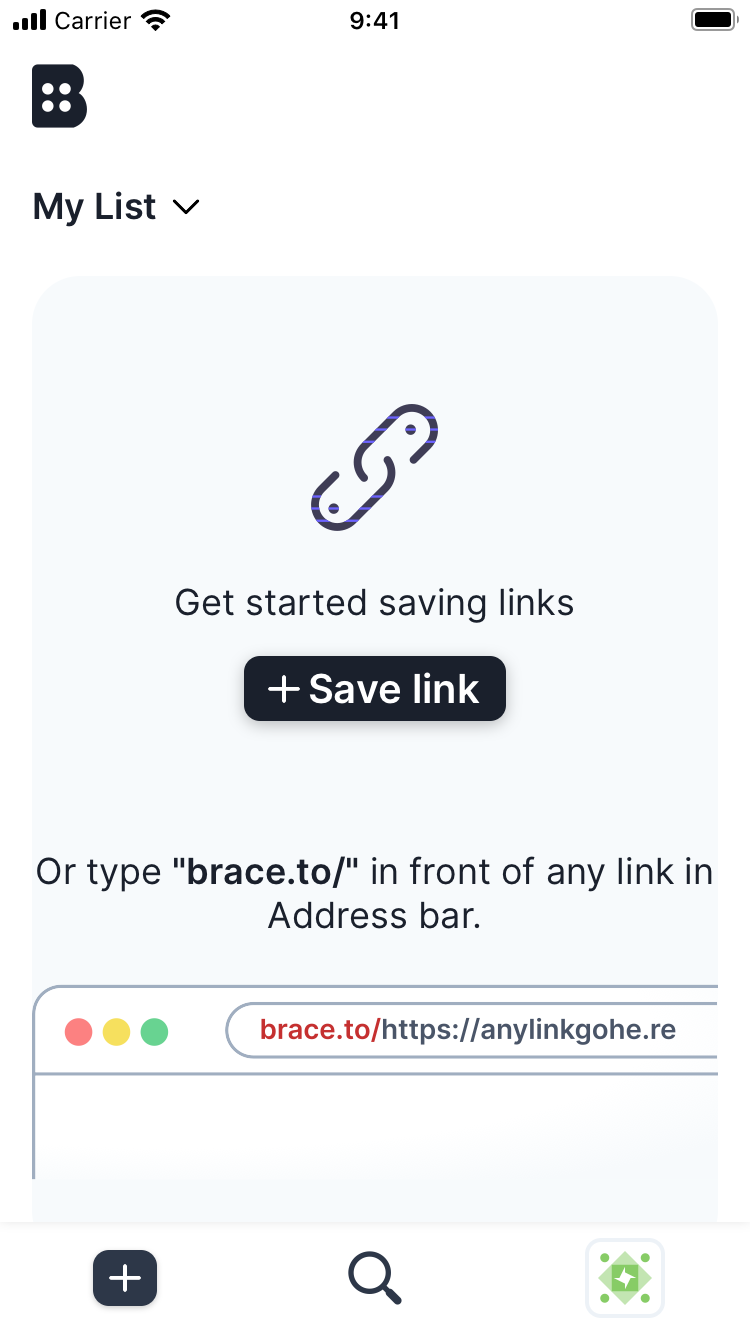 Carrier 9:41
My List
Get started saving links
+ Save link
Or type "brace.to/" in front of any link in
Address bar.
brace.to/https://anylinkgohe.re